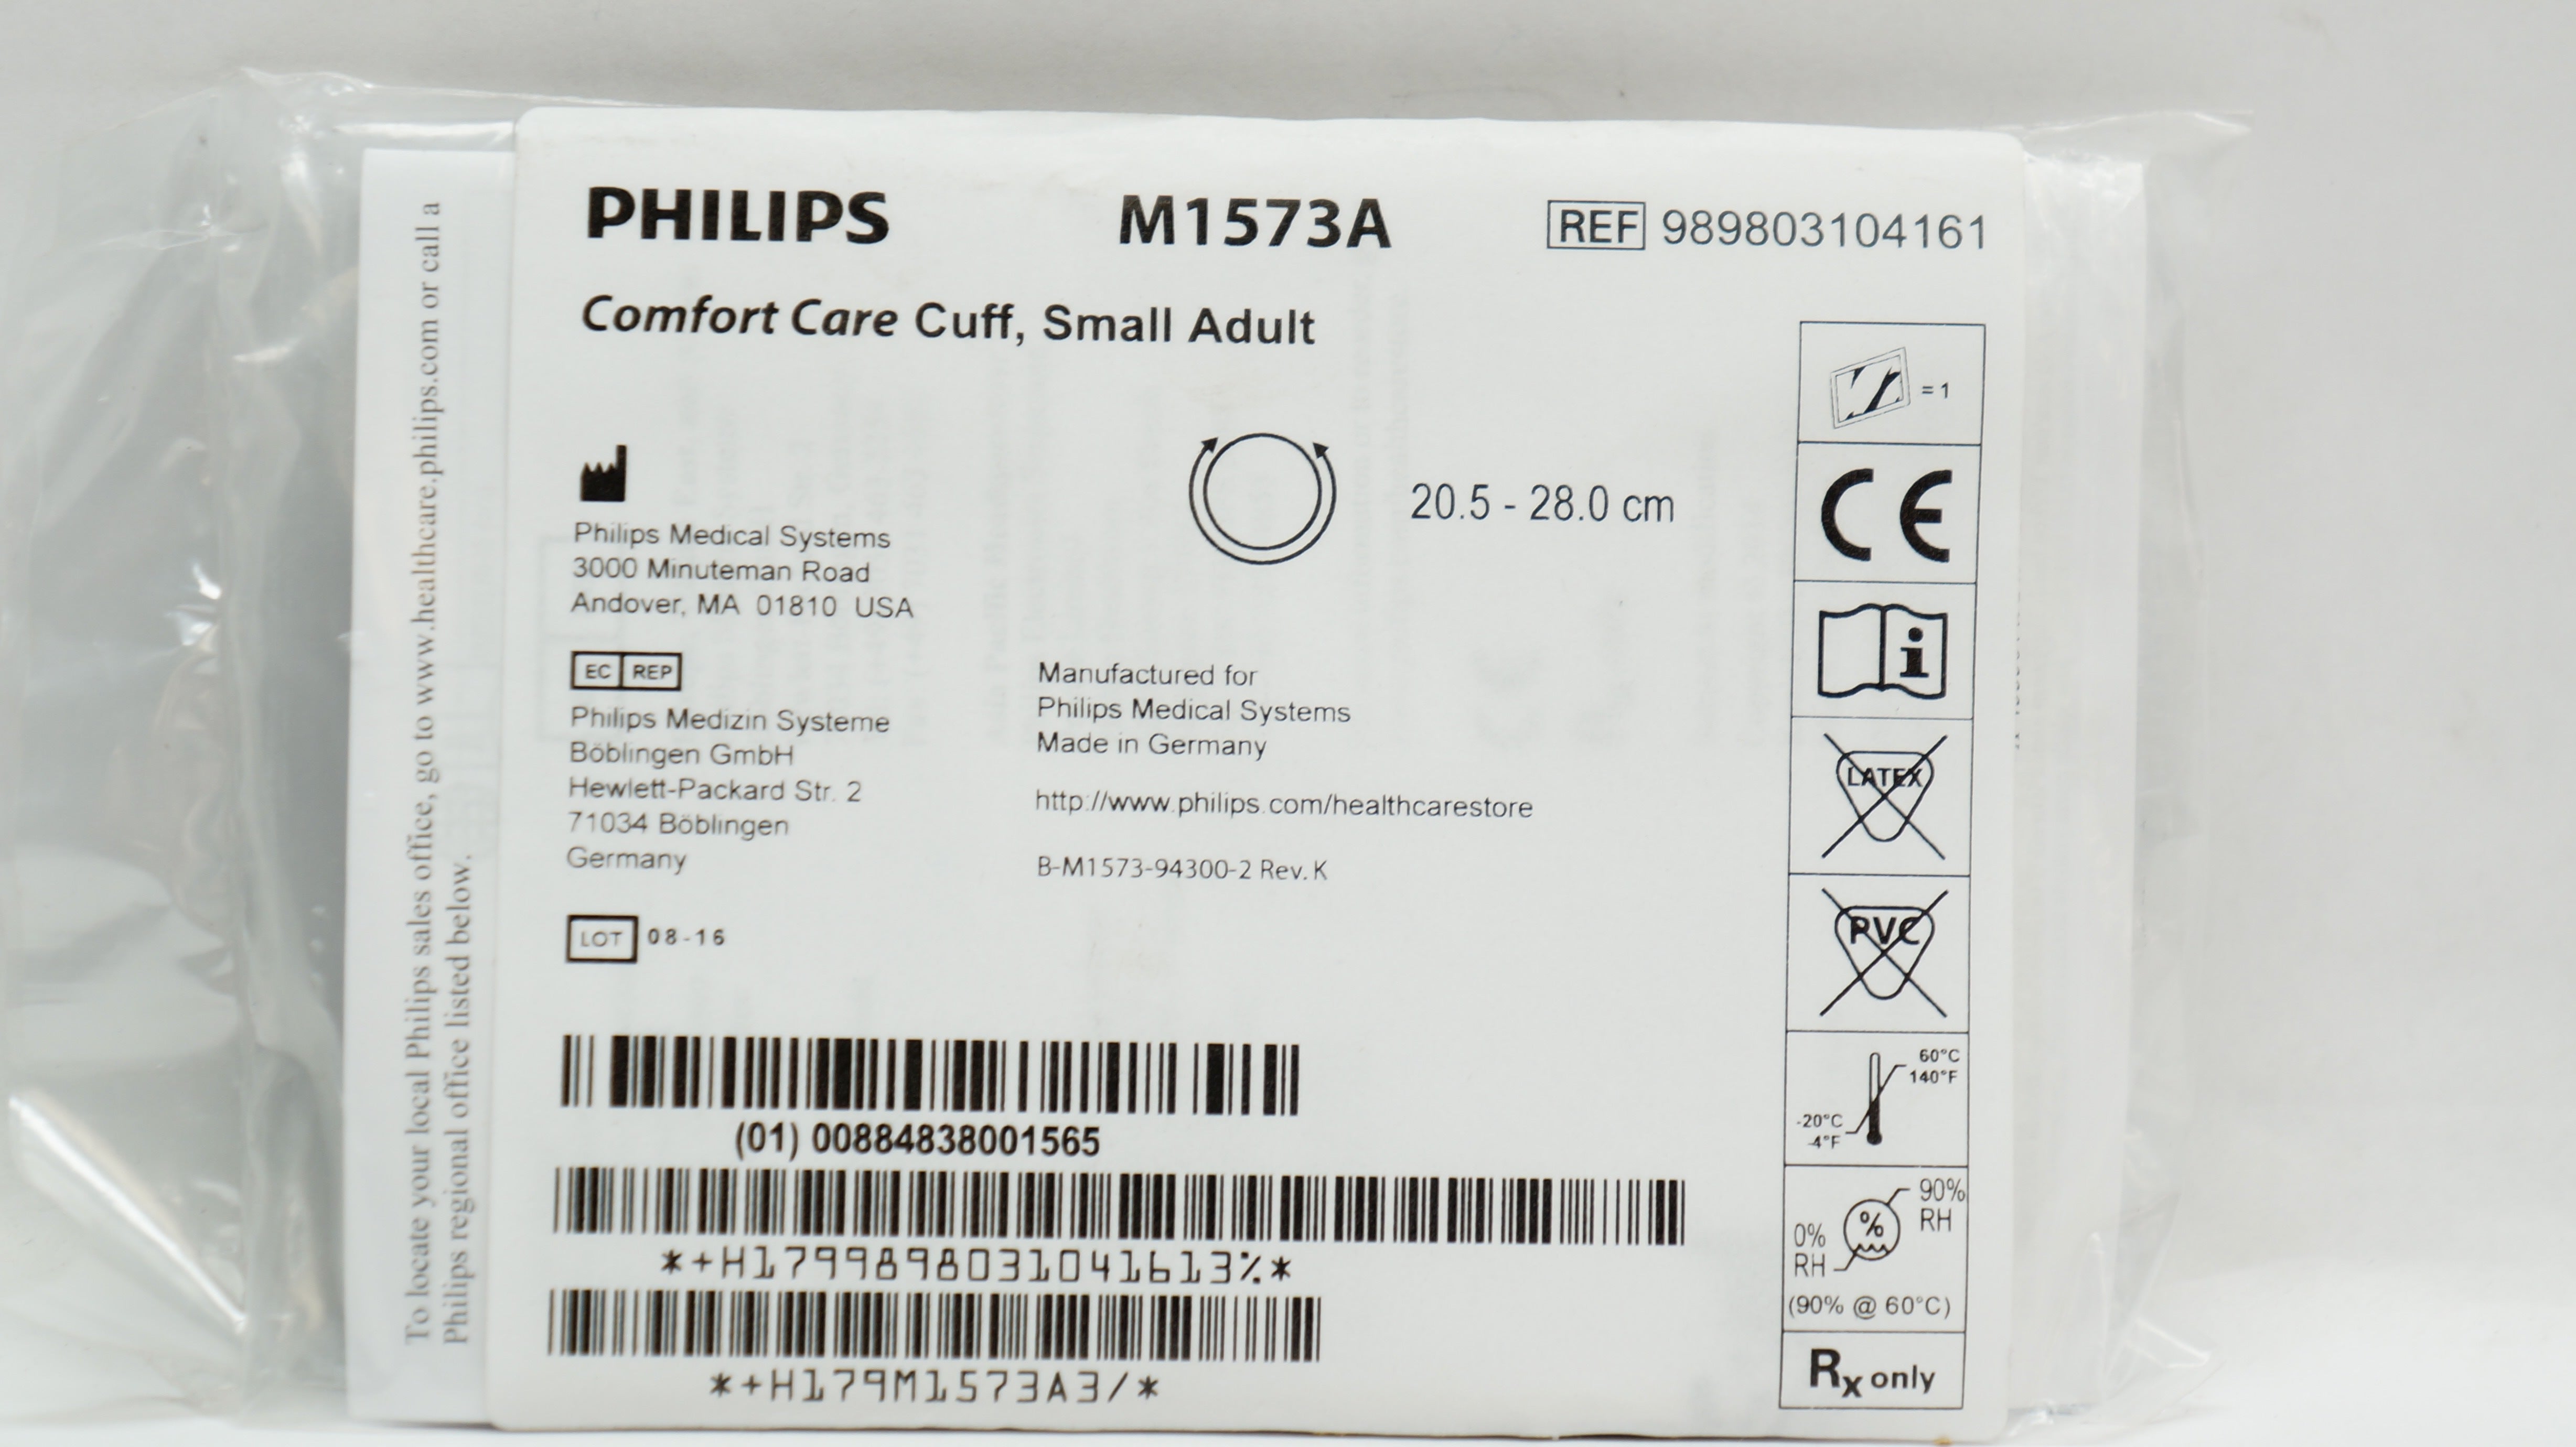 PHILIPS
M1573A
REF 989803104161
Comfort Care Cuff, Small Adult
= 1
20.5 - 28.0 cm
CE
Philips Medical Systems
3000 Minuteman Road
Andover, MA 01810 USA
i
EC REP
Philips Medizin Systeme
Böblingen GmbH
Hewlett-Packard Str. 2
71034 Böblingen
Germany
Manufactured for
Philips Medical Systems
Made in Germany
http://www.philips.com/healthcarestore
B-M1573-94300-2 Rev. K
LATEX
PVC
LOT 08-16
60°C
140°F
-20°C
-4°F
(01) 00884838001565
90%
RH
%
0%
RH
(90% @ 60°C)
*+H1799898031041613%*
*+H179M1573A3/*
Rx only
To locate your local Philips sales office, go to www.healthcare.philips.com or call a
Philips regional office listed below.